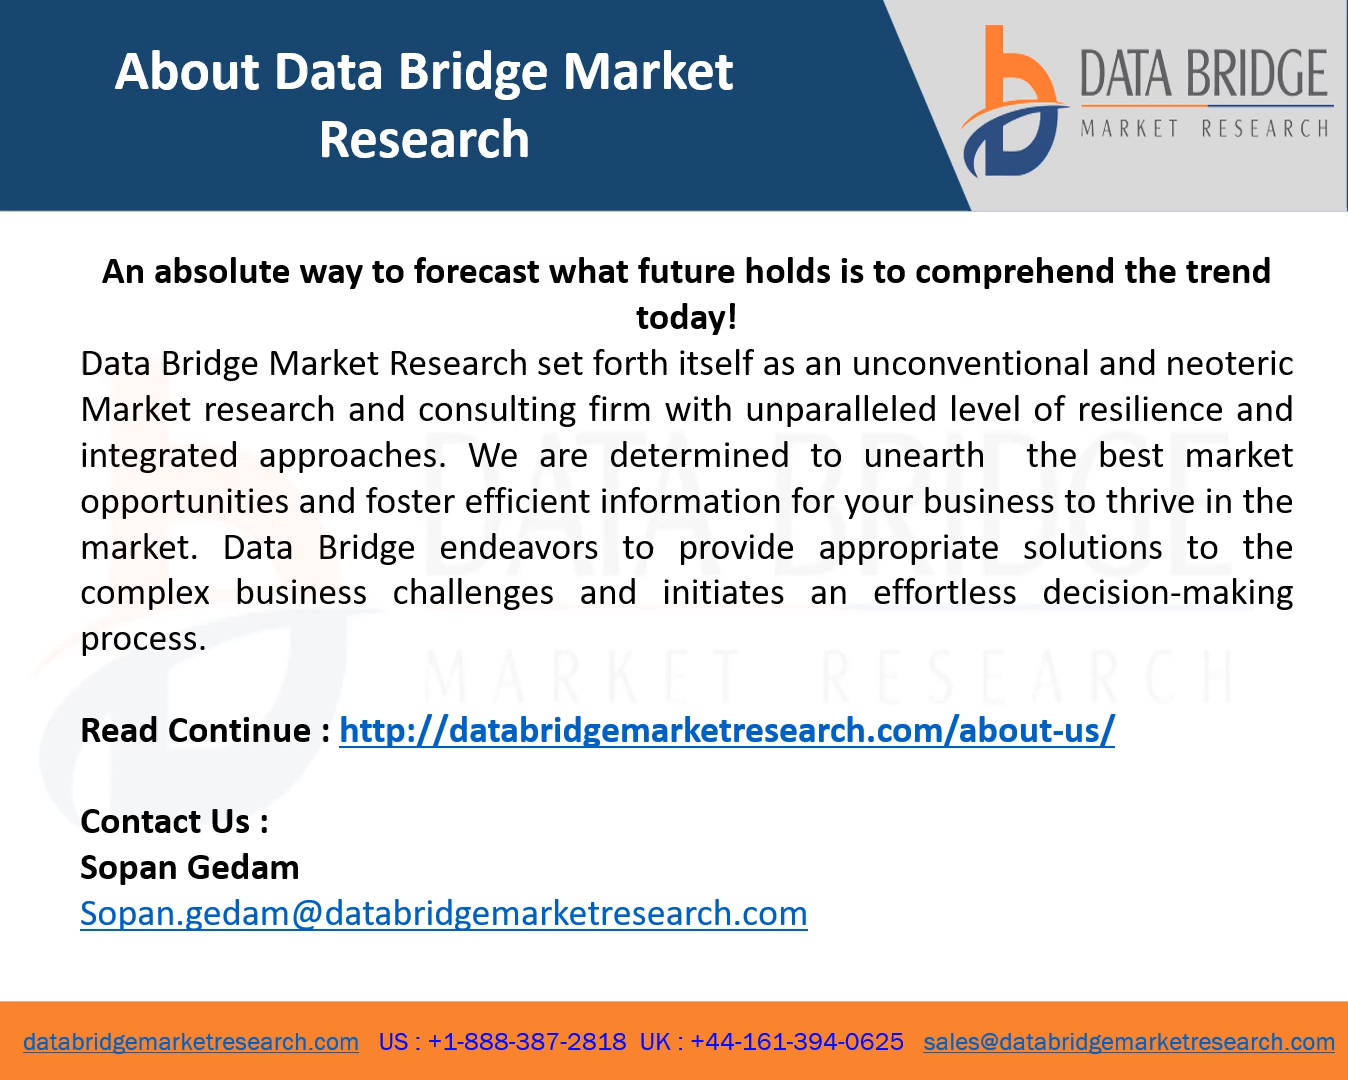 About Data Bridge Market
Research
DATA BRIDGE
MARKET RESEARCH
An absolute way to forecast what future holds is to comprehend the trend
today!
Data Bridge Market Research set forth itself as an unconventional and neoteric
Market research and consulting firm with unparalleled level of resilience and
integrated approaches. We are determined to unearth  the best market
opportunities and foster efficient information for your business to thrive in the
market. Data Bridge endeavors to provide appropriate solutions to the
complex business challenges and initiates an effortless decision-making
process.
DATA BRIDGE
MARKET RESEARCH
Read Continue : http://databridgemarketresearch.com/about-us/
Contact Us :
Sopan Gedam
Sopan.gedam@databridgemarketresearch.com
databridgemarketresearch.com US : +1-888-387-2818 UK : +44-161-394-0625 sales@databridgemarketresearch.com